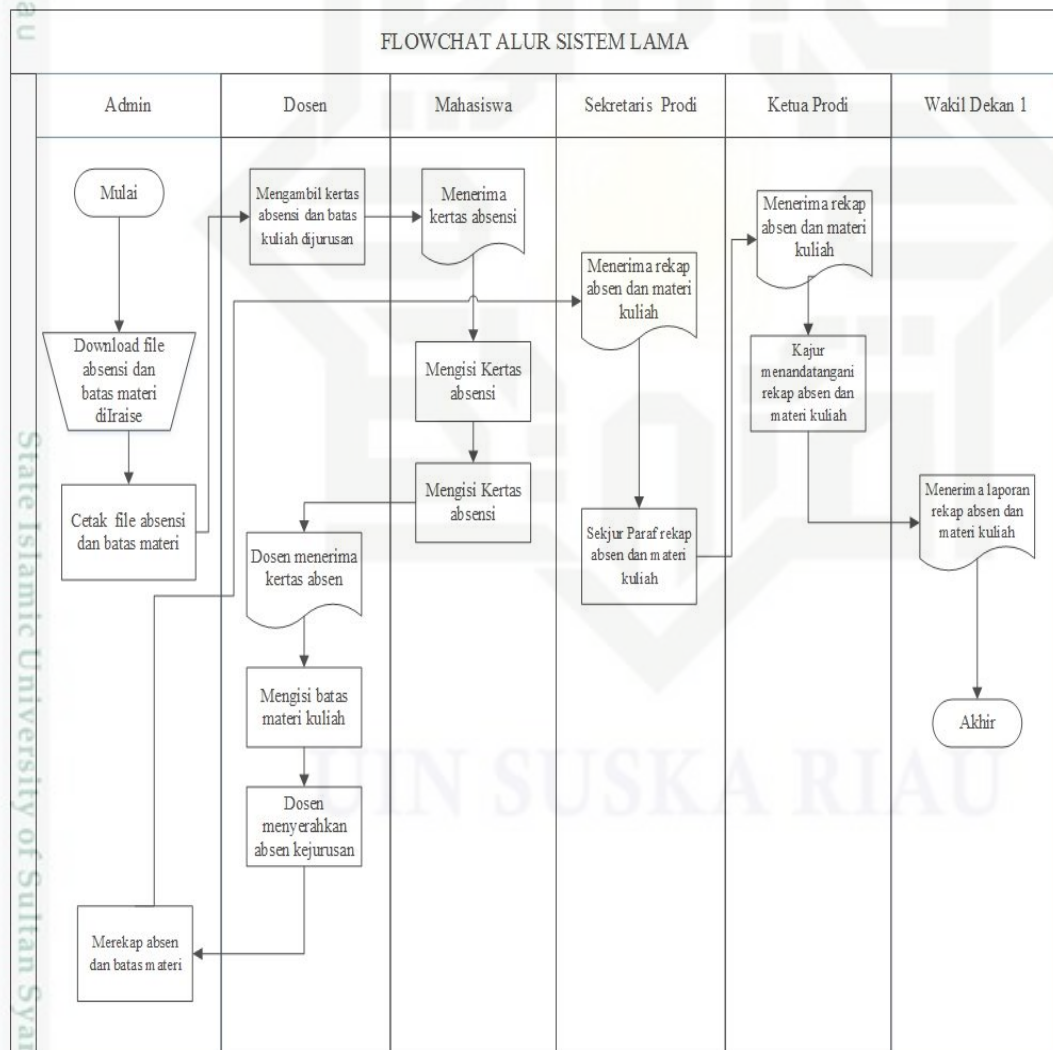 FLOWCHAT ALUR SISTEM LAMA
Admin
Dosen
Mahasiswa
Sekretaris Prodi
Ketua Prodi
Wakil Dekan 1
Mulai
Download file
absensi dan
batas materi
diIraise
Cetak file absensi
dan batas materi
Mengambil kertas
absensi dan batas
kuliah dijurusan
Menerima
kertas absensi
Mengisi Kertas
absensi
Mengisi Kertas
absensi
Dosen menerima
kertas absen
Mengisi batas
materi kuliah
Dosen
menyerahkan
absen kejurusan
Merekap absen
dan batas materi
Menerima rekap
absen dan materi
kuliah
Sekjur Paraf rekap
absen dan materi
kuliah
Menerima rekap
absen dan materi
kuliah
Kajur
menandatangani
rekap absen dan
materi kuliah
Menerima laporan
rekap absen dan
materi kuliah
Akhir
UIN SUSKA RIAU
au
State Islamic University of Sultan Syar